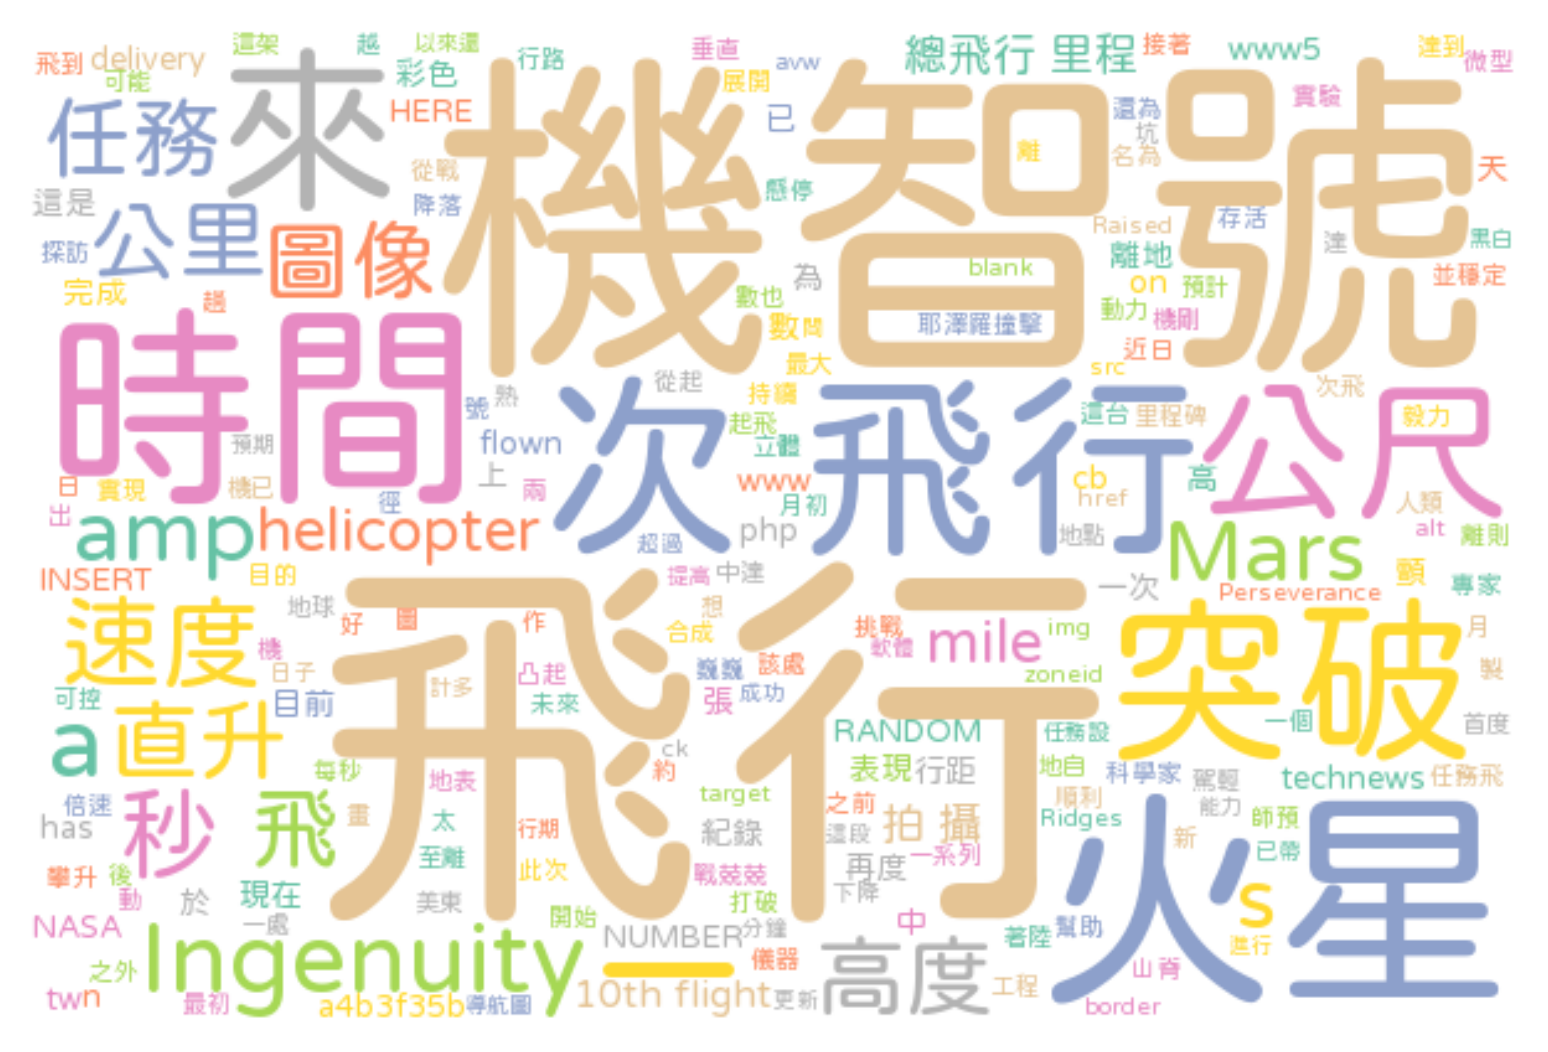 飛到 delivery 這架 越 以來還 行路 垂直 avw 總飛行 里程 接著 www5 達到 微型
可能 來 彩色 機智號 展開 已 還為 實驗
任務 HERE 坑 離 名為 天
這是 從戰 降落 懸停 Raised 存活 達 黑白
探訪 公里 圖像 為 blank 離地 on 預計 並穩定
完成 趟 數也 動力 機剛
時間 數 問 耶澤羅撞擊 近日
最大 src
從起 次飛行 公尺 次飛
號 熟 持續 這台 里程碑 毅力
預期 flown 起飛 立體
日 實現 機已 徑 上 兩 www 月初 cb href 高 人類
出 amp helicopter 超過 php 地點 Mars alt 離則
INSERT 目的 提高 中達 一次 Perseverance 顫 專家
速度 地球 好 圖 飛行 作 想 合成 挑戰 mile img 突破 月
機 日子 計多 凸起 巍巍 該處 軟體 zoneid 製
可控 目前 未來 張 成功
a 直升 ck RANDOM 任務設 一個 首度
每秒 地表 約 表現 行距 地自 科學家 駕輕 technews 任務飛
倍速 秒 飛 畫 太 行期 target 之前 拍 攝 順利 能力 火星
has 紀錄 這段 Ridges 新 師預
攀升 後 至離 此次 戰兢兢 再度 一系列 已帶
動 於 現在 美東 打破 下降 s
NASA 一處 開始 NUMBER 分鐘 中 著陸 幫助 進行
之外 Ingenuity 一 儀器 高度 山脊 工程
twn 最初 a4b3f35b 導航圖 10th flight 更新 border